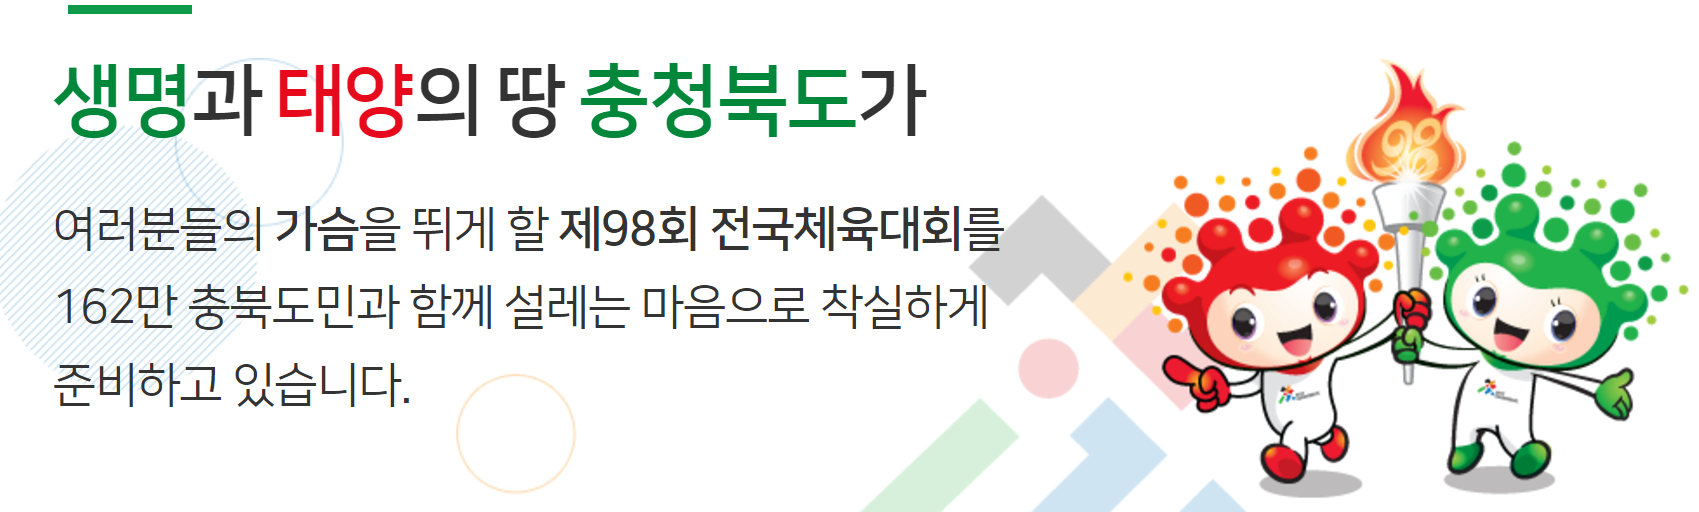 생명과 태양의 땅 충청북도가
여러분들의 가슴을 뛰게 할 제98회 전국체육대회를
162만 충북도민과 함께 설레는 마음으로 착실하게
준비하고 있습니다.
98